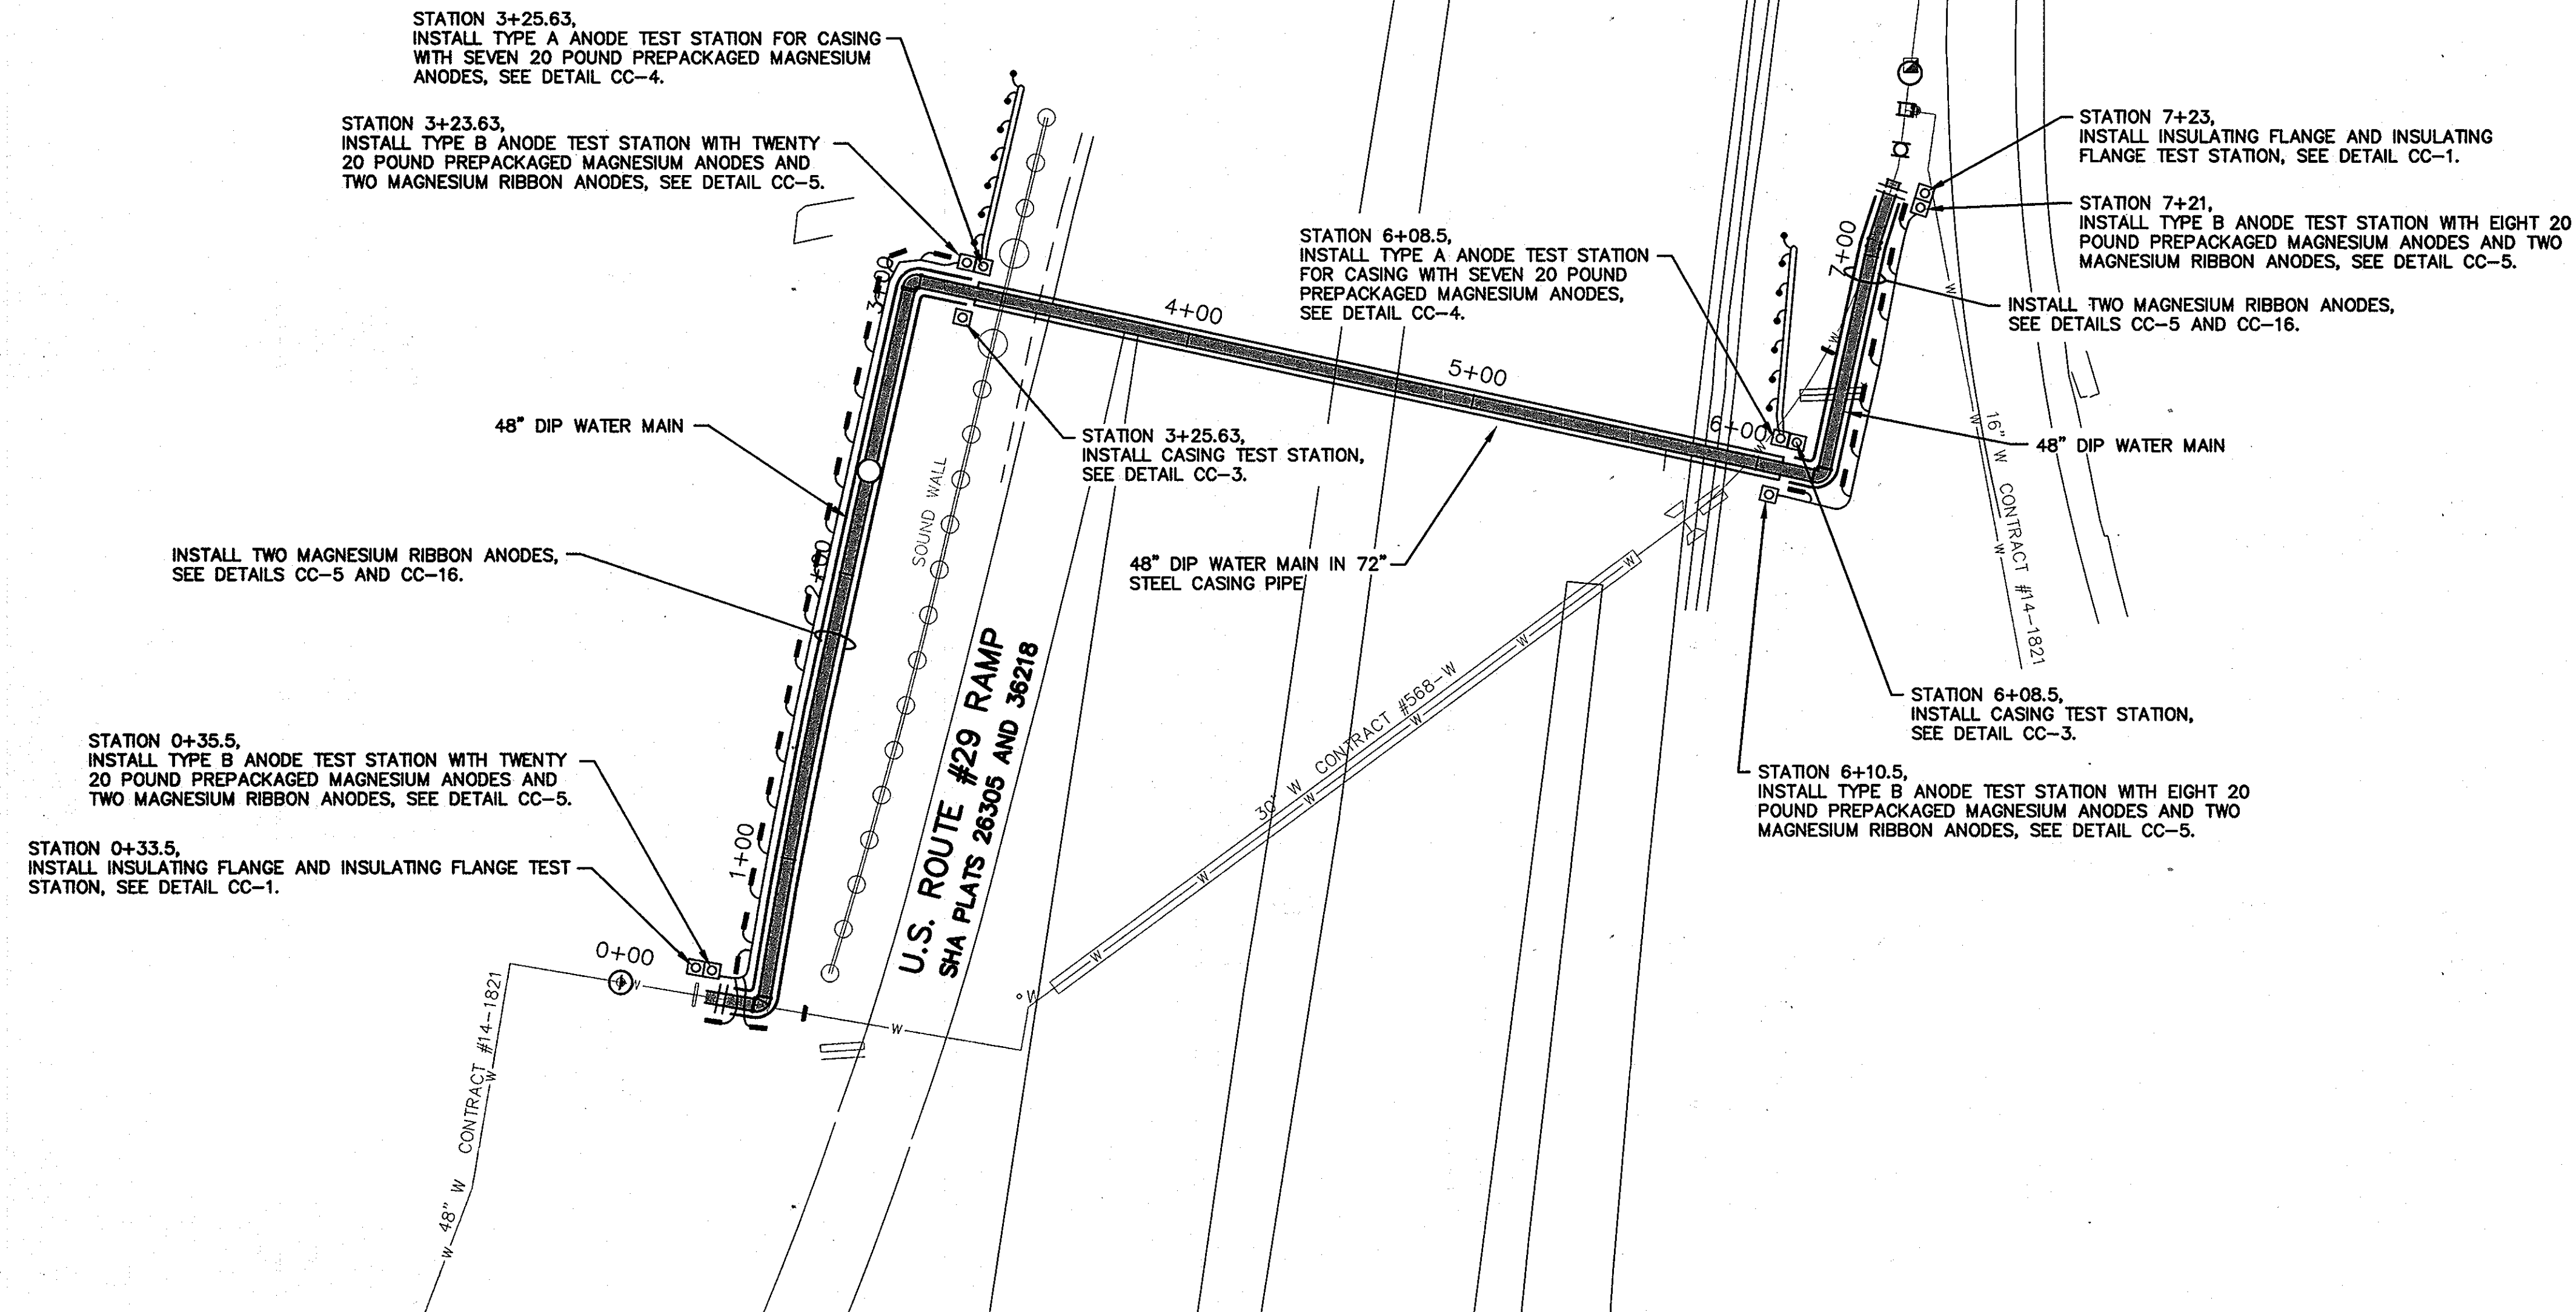 STATION 3+25.63,
INSTALL TYPE A ANODE TEST STATION FOR CASING
WITH SEVEN 20 POUND PREPACKAGED MAGNESIUM
ANODES, SEE DETAIL CC-4.
STATION 3+23.63,
INSTALL TYPE B ANODE TEST STATION WITH TWENTY
20 POUND PREPACKAGED MAGNESIUM ANODES AND
TWO MAGNESIUM RIBBON ANODES, SEE DETAIL CC-5.
STATION 7+23,
INSTALL INSULATING FLANGE AND INSULATING
FLANGE TEST STATION, SEE DETAIL CC-1.
STATION 7+21,
INSTALL TYPE B ANODE TEST STATION WITH EIGHT 20
POUND PREPACKAGED MAGNESIUM ANODES AND TWO
MAGNESIUM RIBBON ANODES, SEE DETAIL CC-5.
STATION 6+08.5,
INSTALL TYPE A ANODE TEST STATION
FOR CASING WITH SEVEN 20 POUND
PREPACKAGED MAGNESIUM ANODES,
SEE DETAIL CC-4.
INSTALL TWO MAGNESIUM RIBBON ANODES,
SEE DETAILS CC-5 AND CC-16.
7+00
3+00
4+00
5+00
6+00
48" DIP WATER MAIN
STATION 3+25.63,
INSTALL CASING TEST STATION,
SEE DETAIL CC-3.
48" DIP WATER MAIN
16" W CONTRACT #14-1821
SOUND WALL
INSTALL TWO MAGNESIUM RIBBON ANODES,
SEE DETAILS CC-5 AND CC-16.
2+00
48" DIP WATER MAIN IN 72"
STEEL CASING PIPE
U.S. ROUTE #29 RAMP
SHA PLATS 26305 AND 36218
30" W CONTRACT #568-W
STATION 6+08.5,
INSTALL CASING TEST STATION,
SEE DETAIL CC-3.
STATION 0+35.5,
INSTALL TYPE B ANODE TEST STATION WITH TWENTY
20 POUND PREPACKAGED MAGNESIUM ANODES AND
TWO MAGNESIUM RIBBON ANODES, SEE DETAIL CC-5.
STATION 6+10.5,
INSTALL TYPE B ANODE TEST STATION WITH EIGHT 20
POUND PREPACKAGED MAGNESIUM ANODES AND TWO
MAGNESIUM RIBBON ANODES, SEE DETAIL CC-5.
1+00
STATION 0+33.5,
INSTALL INSULATING FLANGE AND INSULATING FLANGE TEST
STATION, SEE DETAIL CC-1.
0+00
W
W
48" W CONTRACT #14-1821